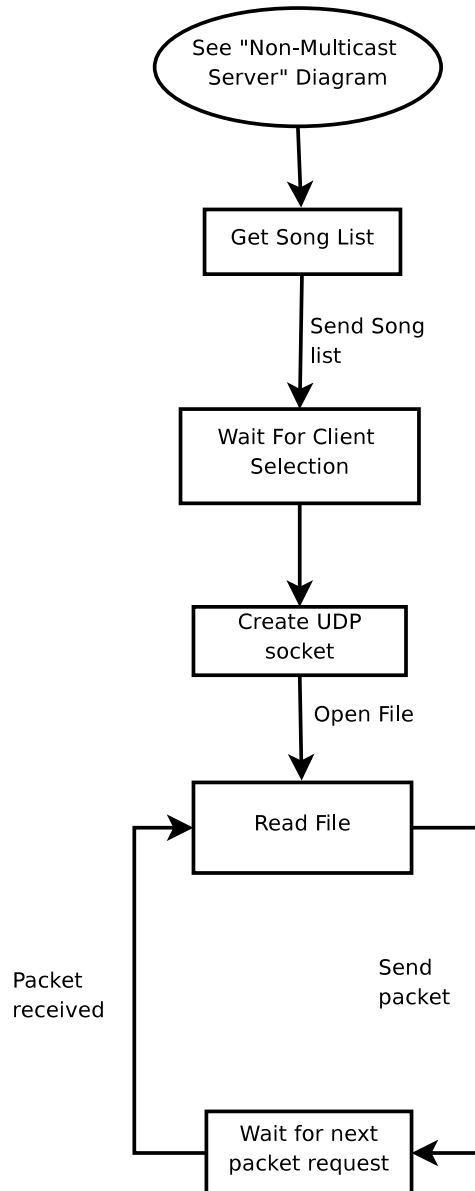 See "Non-Multicast
Server" Diagram
Get Song List
Send Song
list
Wait For Client
Selection
Create UDP
socket
Open File
Read File
Packet
received
Send
packet
Wait for next
packet request